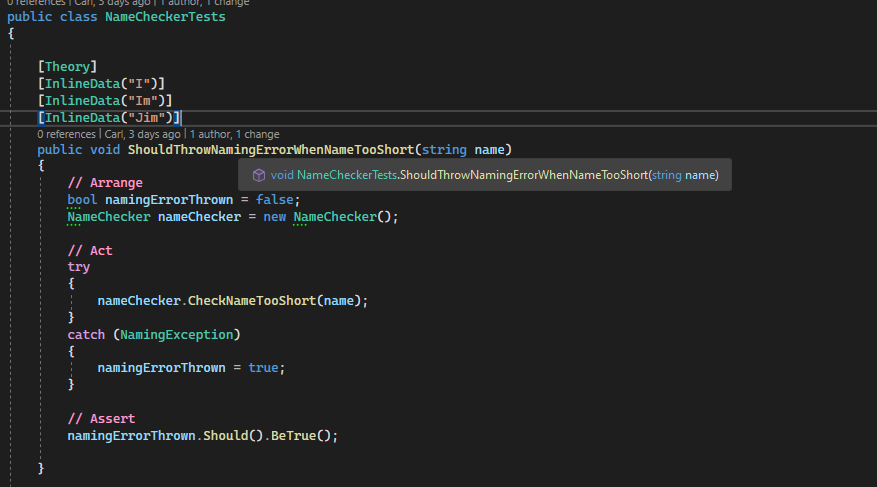 0 references | Carl, 3 days ago | 1 author, 1 change
public class NameCheckerTests
{
[Theory]
[InlineData("I")]
[InlineData("Im")]
[InlineData("Jim")]
0 references | Carl, 3 days ago | 1 author, 1 change
public void ShouldThrowNamingErrorWhenNameTooShort(string name)
{
void NameCheckerTests.ShouldThrowNamingErrorWhenNameTooShort(string name)
// Arrange
bool namingErrorThrown = false;
NameChecker nameChecker = new NameChecker();
// Act
try
{
nameChecker.CheckNameTooShort(name);
}
catch (NamingException)
{
namingErrorThrown = true;
}
// Assert
namingErrorThrown.Should().BeTrue();
}